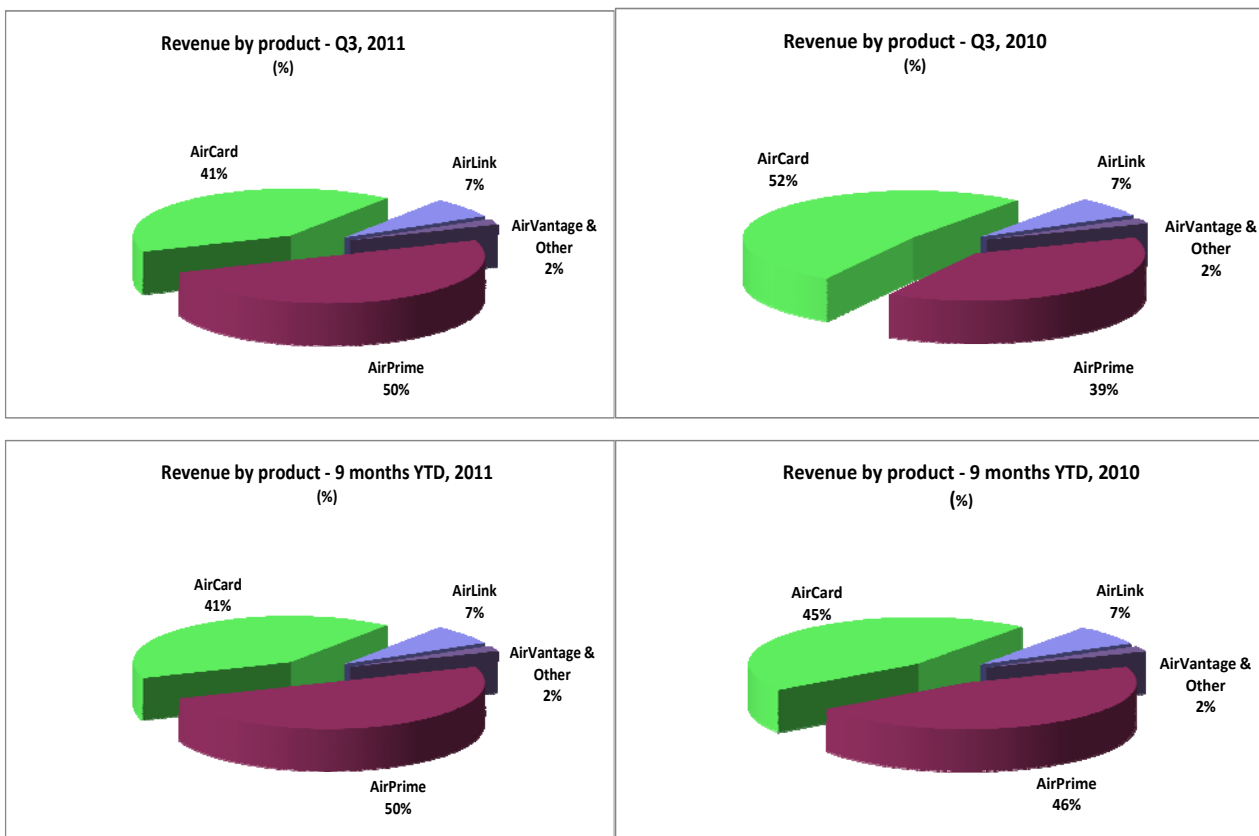 Revenue by product - Q3, 2011
(%)
AirCard
41%
AirLink
7%
AirVantage &
Other
2%
AirPrime
50%
Revenue by product - Q3, 2010
(%)
AirCard
52%
AirLink
7%
AirVantage &
Other
2%
AirPrime
39%
Revenue by product - 9 months YTD, 2011
(%)
AirCard
41%
AirLink
7%
AirVantage &
Other
2%
AirPrime
50%
Revenue by product - 9 months YTD, 2010
(%)
AirCard
45%
AirLink
7%
AirVantage &
Other
2%
AirPrime
46%